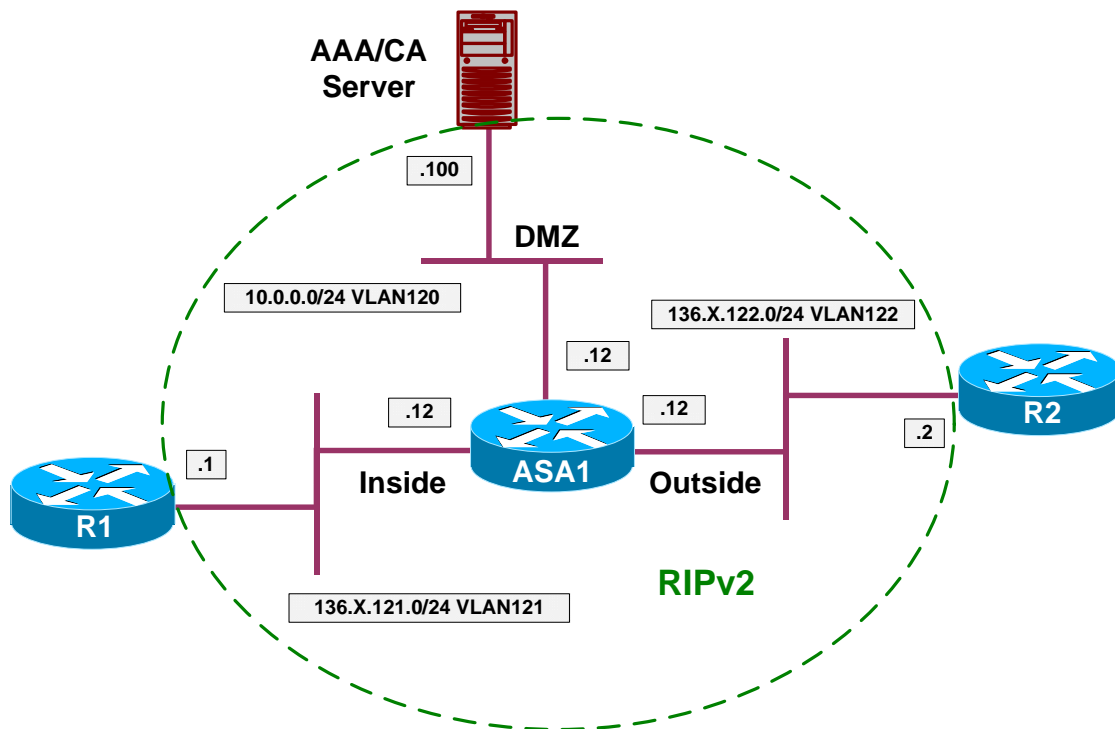 AAA/CA
Server
.100
DMZ
10.0.0.0/24 VLAN120
136.X.122.0/24 VLAN122
.12
.12
.12
R2
.2
.1
Inside
ASA1
Outside
R1
RIPv2
136.X.121.0/24 VLAN121